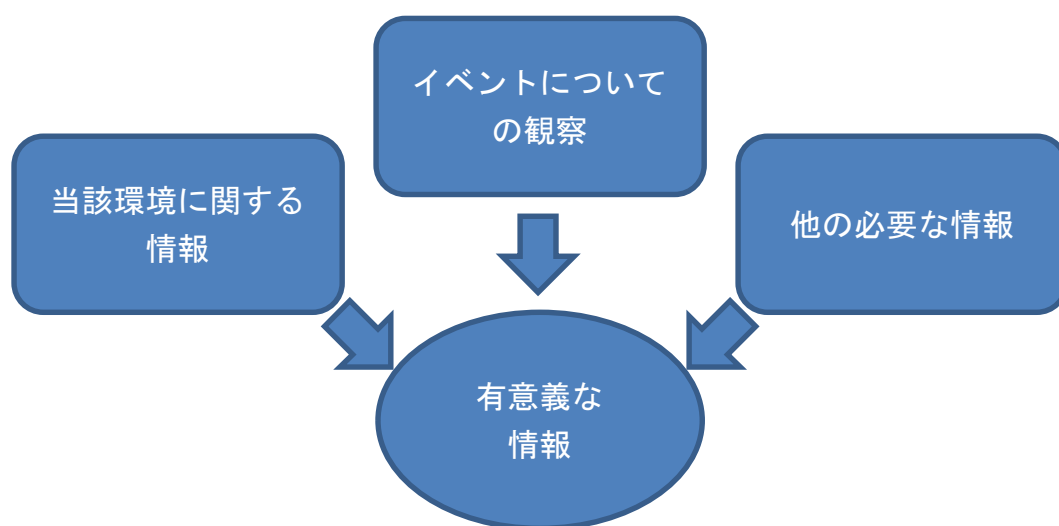 イベントについて
の観察
当該環境に関する
情報
他の必要な情報
有意義な
情報